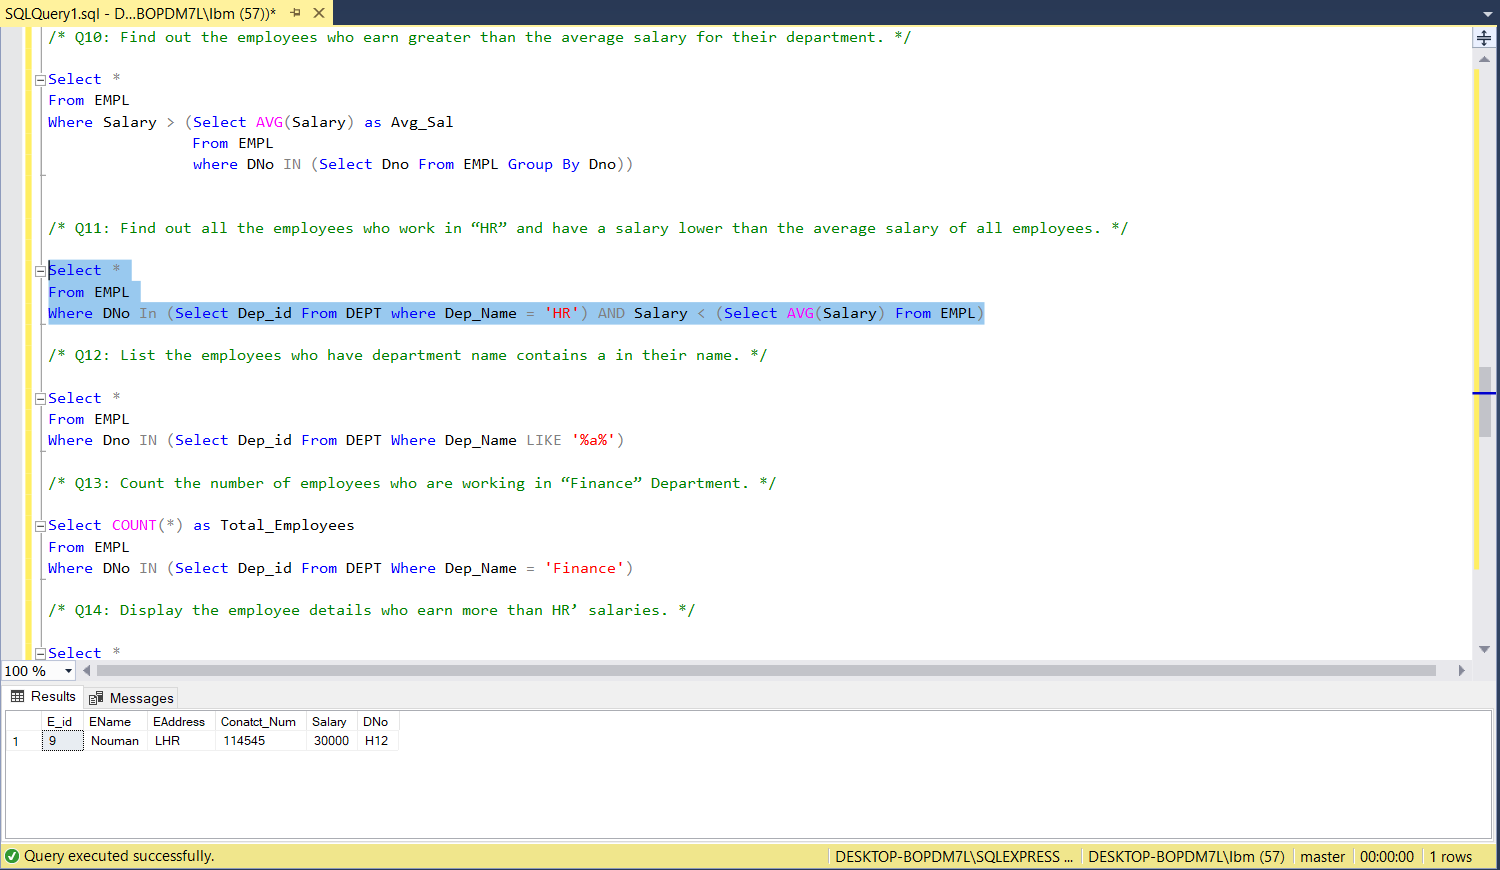 SQLQuery1.sql - D...BOPDM7L\Ibm (57))*
/* Q10: Find out the employees who earn greater than the average salary for their department. */
Select *
From EMPL
Where Salary > (Select AVG(Salary) as Avg_Sal
From EMPL
where DNo IN (Select Dno From EMPL Group By Dno))
/* Q11: Find out all the employees who work in “HR” and have a salary lower than the average salary of all employees. */
Select *
From EMPL
Where DNo In (Select Dep_id From DEPT where Dep_Name = 'HR') AND Salary < (Select AVG(Salary) From EMPL)
/* Q12: List the employees who have department name contains a in their name. */
Select *
From EMPL
Where Dno IN (Select Dep_id From DEPT Where Dep_Name LIKE '%a%')
/* Q13: Count the number of employees who are working in “Finance” Department. */
Select COUNT(*) as Total_Employees
From EMPL
Where DNo IN (Select Dep_id From DEPT Where Dep_Name = 'Finance')
/* Q14: Display the employee details who earn more than HR’ salaries. */
Select *
100 %
Results Messages
E_id EName EAddress Conatct_Num Salary DNo
1 9 Nouman LHR 114545 30000 H12
Query executed successfully. DESKTOP-BOPDM7L\SQLEXPRESS ... DESKTOP-BOPDM7L\Ibm (57) master 00:00:00 1 rows